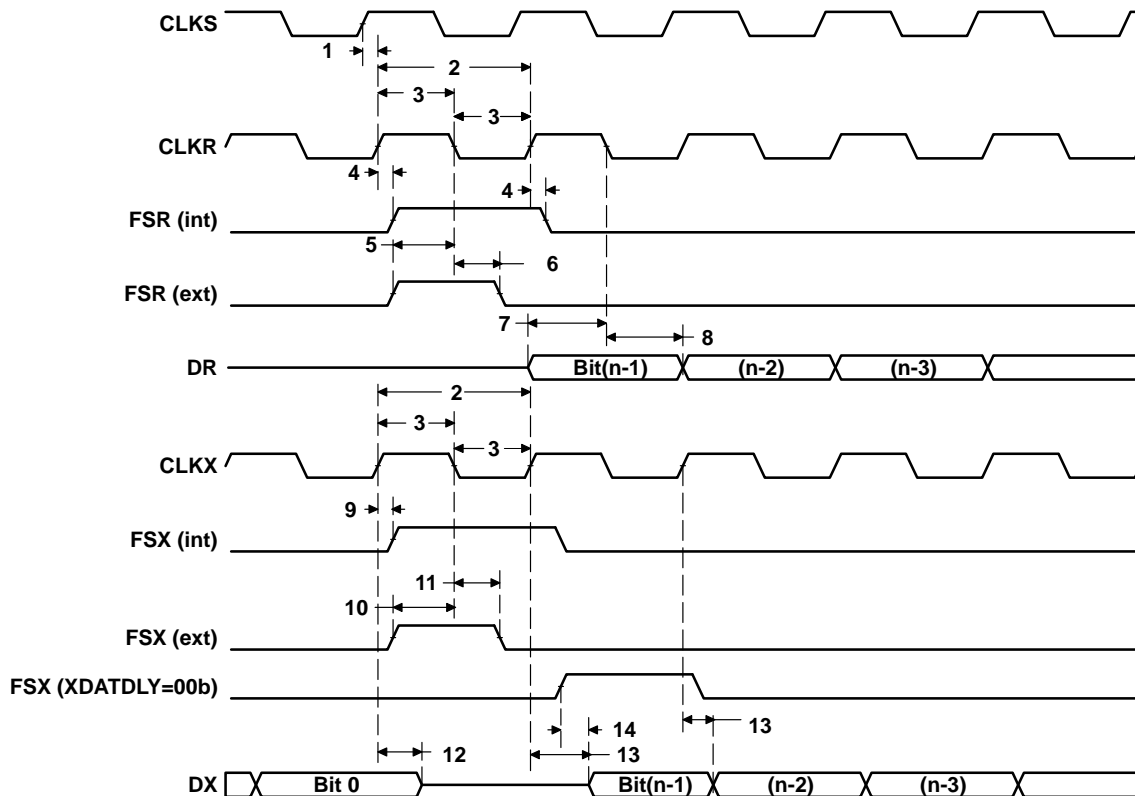 CLKS
1
2
3
3
CLKR
4
4
FSR (int)
5
6
FSR (ext)
7
8
DR Bit(n-1) (n-2) (n-3)
2
3
3
CLKX
9
FSX (int)
11
10
FSX (ext)
FSX (XDATDLY=00b)
14
13
12
13
DX Bit 0 Bit(n-1) (n-2) (n-3)